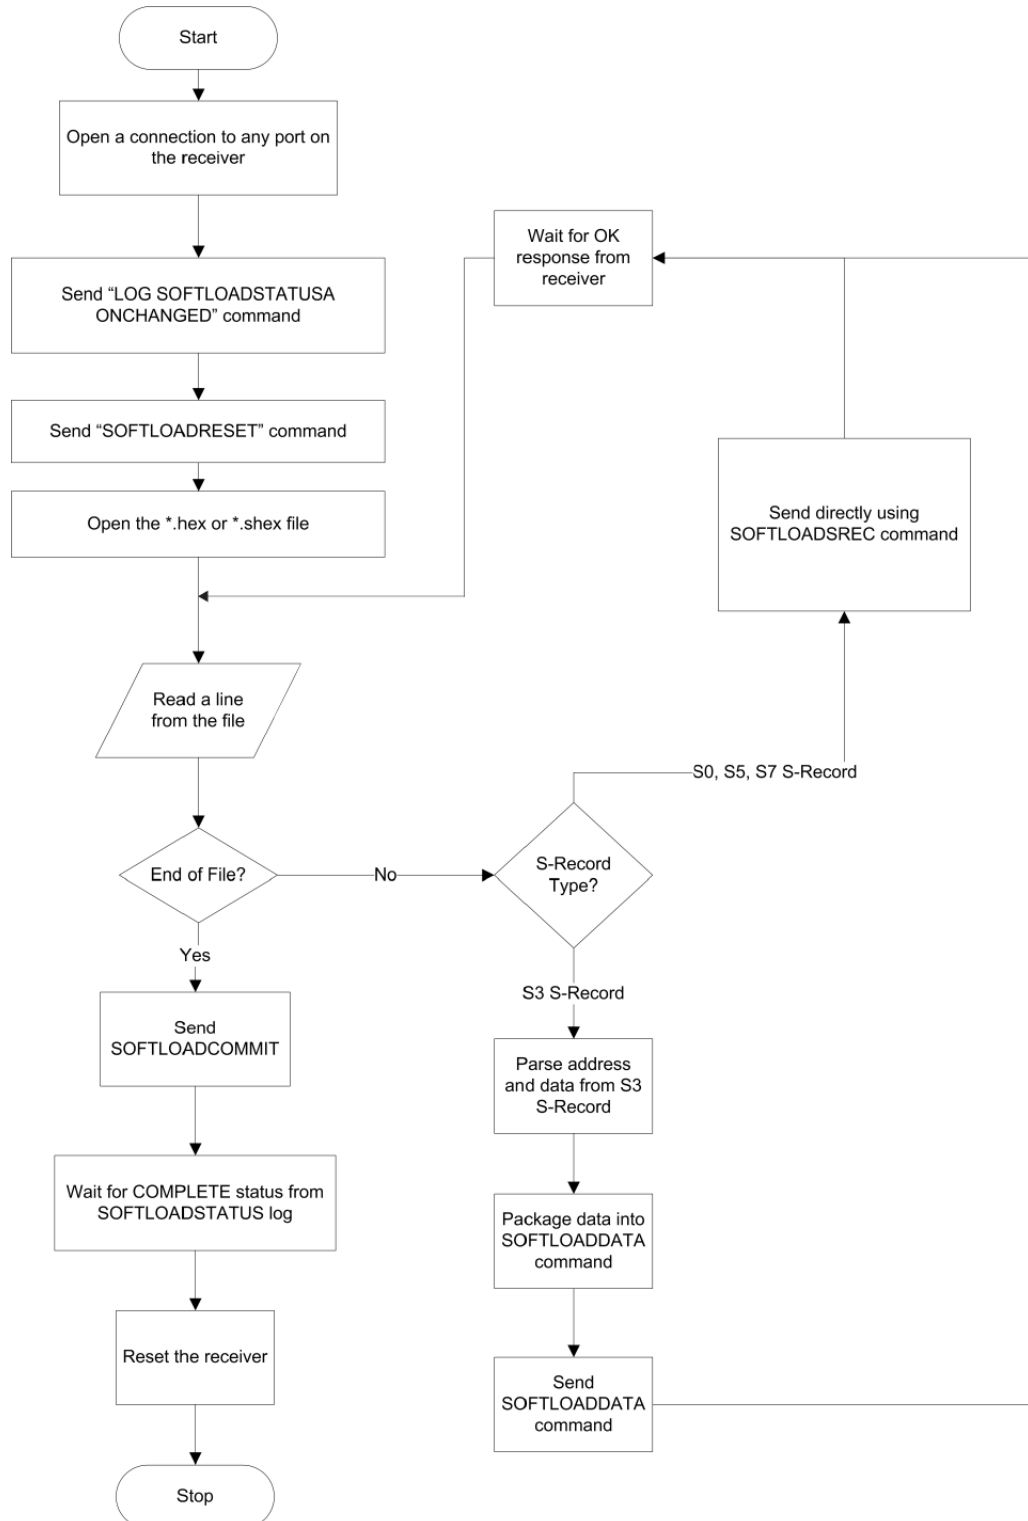 Start
Open a connection to any port on
the receiver
Send “LOG SOFTLOADSTATUSA
ONCHANGED” command
Send “SOFTLOADRESET” command
Open the *.hex or *.shex file
Read a line
from the file
End of File?
No
Yes
Send
SOFTLOADCOMMIT
Wait for COMPLETE status from
SOFTLOADSTATUS log
Reset the receiver
Stop
Wait for OK
response from
receiver
Send directly using
SOFTLOADSREC command
S0, S5, S7 S-Record
S-Record
Type?
S3 S-Record
Parse address
and data from S3
S-Record
Package data into
SOFTLOADDATA
command
Send
SOFTLOADDATA
command